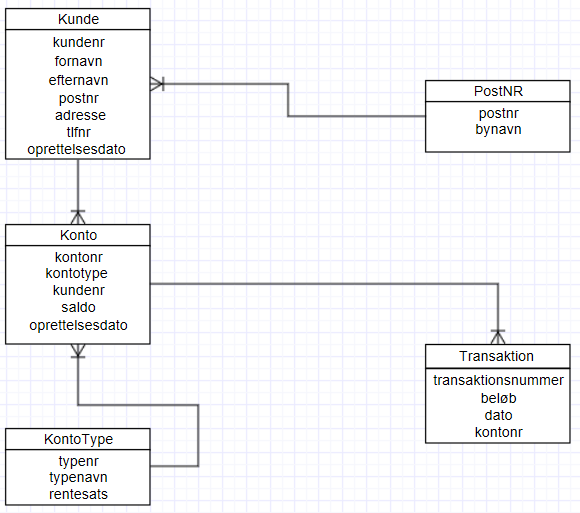 Kunde
kundenr
fornavn
efternavn
postnr
adresse
tlfnr
oprettelsesdato
PostNR
postnr
bynavn
Konto
kontonr
kontotype
kundenr
saldo
oprettelsesdato
Transaktion
transaktionsnummer
beløb
dato
kontonr
KontoType
typenr
typenavn
rentesats